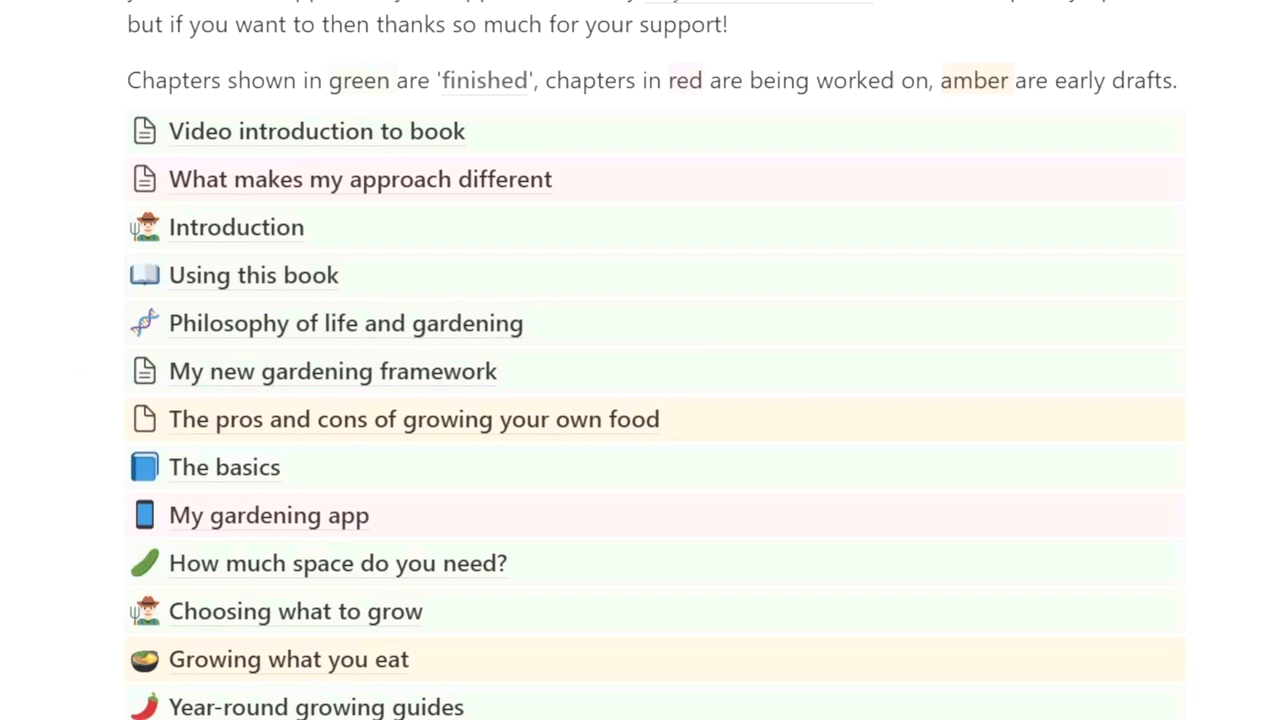 but if you want to then thanks so much for your support!
Chapters shown in green are 'finished', chapters in red are being worked on, amber are early drafts.
Video introduction to book
What makes my approach different
Introduction
Using this book
Philosophy of life and gardening
My new gardening framework
The pros and cons of growing your own food
The basics
My gardening app
How much space do you need?
Choosing what to grow
Growing what you eat
Year-round growing guides